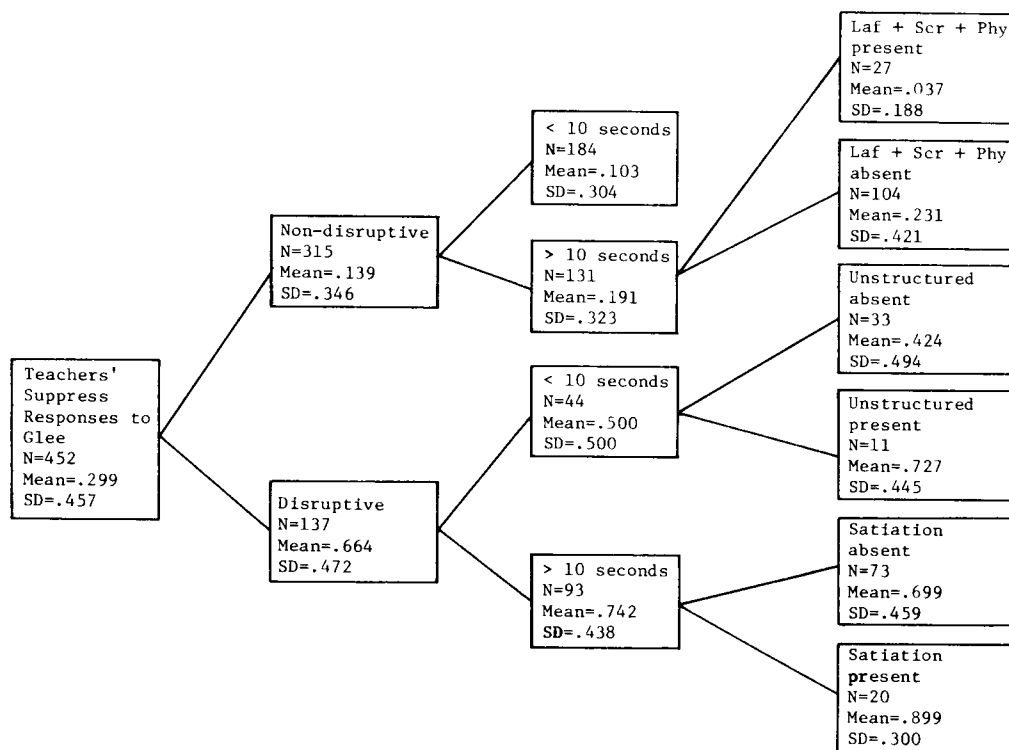 Teachers'
Suppress
Responses to
Glee
N=452
Mean=.299
SD=.457
Non-disruptive
N=315
Mean=.139
SD=.346
Disruptive
N=137
Mean=.664
SD=.472
< 10 seconds
N=184
Mean=.103
SD=.304
> 10 seconds
N=131
Mean=.191
SD=.323
< 10 seconds
N=44
Mean=.500
SD=.500
> 10 seconds
N=93
Mean=.742
SD=.438
Laf + Scr + Phy
present
N=27
Mean=.037
SD=.188
Laf + Scr + Phy
absent
N=104
Mean=.231
SD=.421
Unstructured
absent
N=33
Mean=.424
SD=.494
Unstructured
present
N=11
Mean=.727
SD=.445
Satiation
absent
N=73
Mean=.699
SD=.459
Satiation
present
N=20
Mean=.899
SD=.300